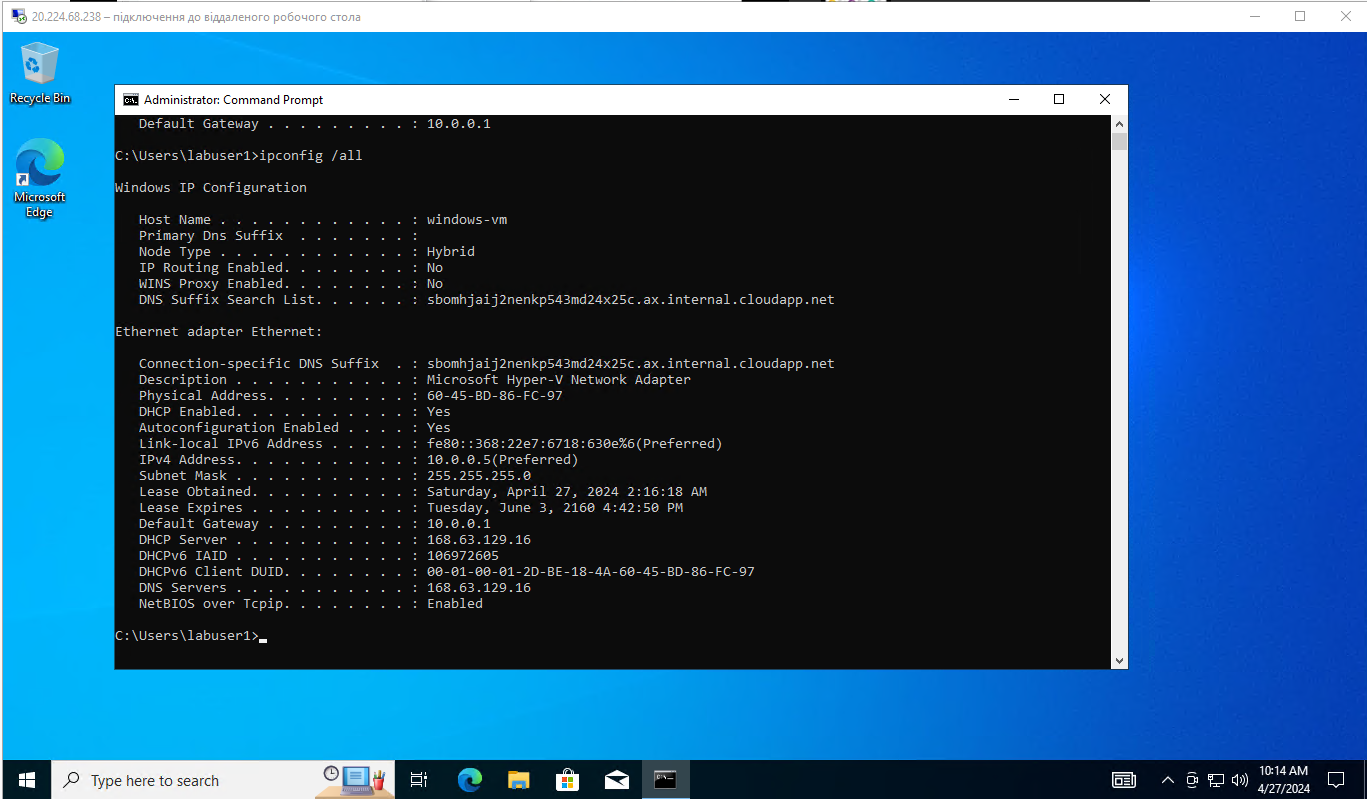 20.224.68.238 – підключення до віддаленого робочого стола
Recycle Bin
Microsoft
Edge
Administrator: Command Prompt
Default Gateway . . . . . . . . . : 10.0.0.1
C:\Users\labuser1>ipconfig /all
Windows IP Configuration
Host Name . . . . . . . . . . . . : windows-vm
Primary Dns Suffix  . . . . . . . :
Node Type . . . . . . . . . . . . : Hybrid
IP Routing Enabled. . . . . . . . : No
WINS Proxy Enabled. . . . . . . . : No
DNS Suffix Search List. . . . . . : sbomhjaij2nenkp543md24x25c.ax.internal.cloudapp.net
Ethernet adapter Ethernet:
Connection-specific DNS Suffix  . : sbomhjaij2nenkp543md24x25c.ax.internal.cloudapp.net
Description . . . . . . . . . . . : Microsoft Hyper-V Network Adapter
Physical Address. . . . . . . . . : 60-45-BD-86-FC-97
DHCP Enabled. . . . . . . . . . . : Yes
Autoconfiguration Enabled . . . . : Yes
Link-local IPv6 Address . . . . . : fe80::368:22e7:6718:630e%6(Preferred)
IPv4 Address. . . . . . . . . . . : 10.0.0.5(Preferred)
Subnet Mask . . . . . . . . . . . : 255.255.255.0
Lease Obtained. . . . . . . . . . : Saturday, April 27, 2024 2:16:18 AM
Lease Expires . . . . . . . . . . : Tuesday, June 3, 2160 4:42:50 PM
Default Gateway . . . . . . . . . : 10.0.0.1
DHCP Server . . . . . . . . . . . : 168.63.129.16
DHCPv6 IAID . . . . . . . . . . . : 106972605
DHCPv6 Client DUID. . . . . . . . : 00-01-00-01-2D-BE-18-4A-60-45-BD-86-FC-97
DNS Servers . . . . . . . . . . . : 168.63.129.16
NetBIOS over Tcpip. . . . . . . . : Enabled
C:\Users\labuser1>
Type here to search
10:14 AM
4/27/2024